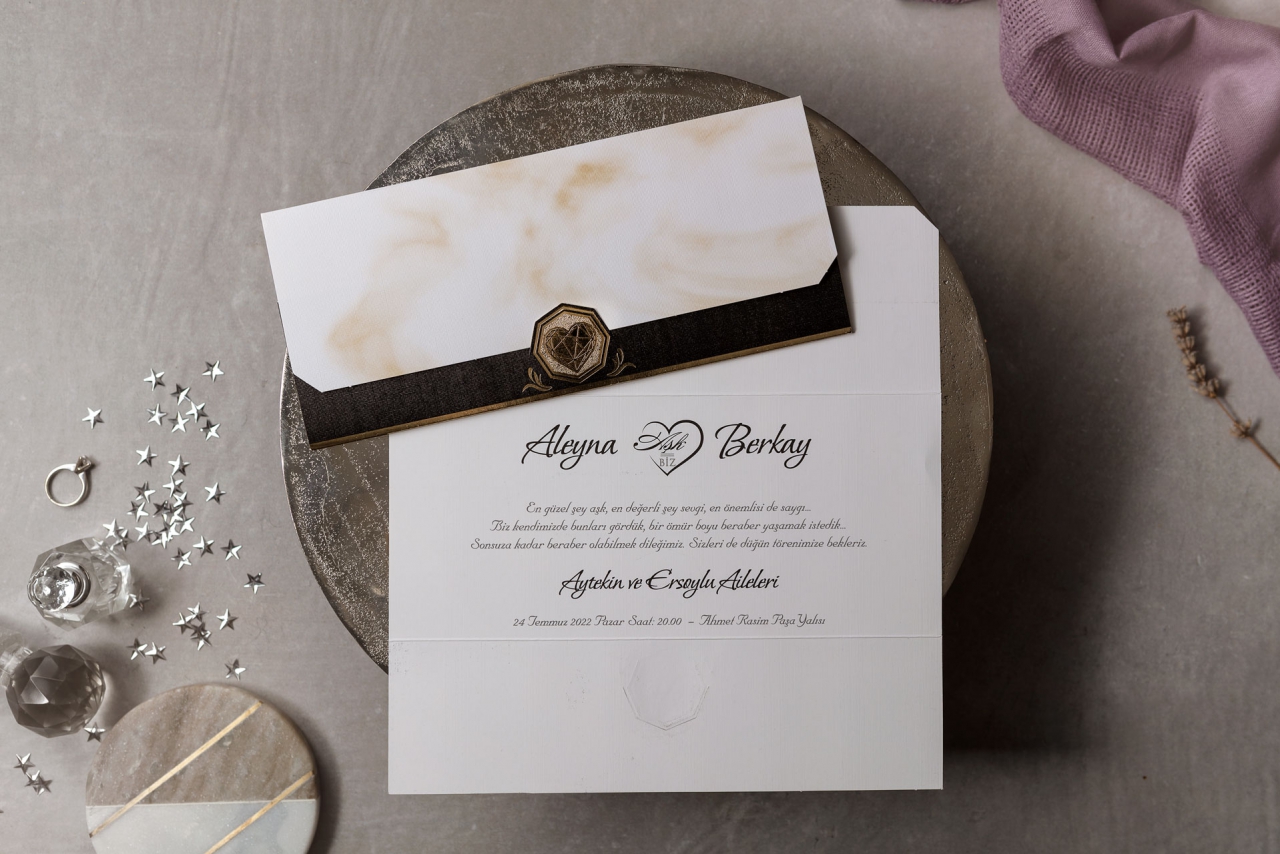 Aleyna Aşk BİZ Berkay
En güzel şey aşk, en değerli şey sevgi, en önemlisi de saygı...
Biz kendimizde bunları gördük, bir ömür boyu beraber yaşamak istedik...
Sonsuza kadar beraber olabilmek dileğimiz. Sizleri de düğün törenimize bekleriz.
Aytekin ve Ersoylu Aileleri
24 Temmuz 2022 Pazar Saat: 20.00 – Ahmet Rasim Paşa Yalısı